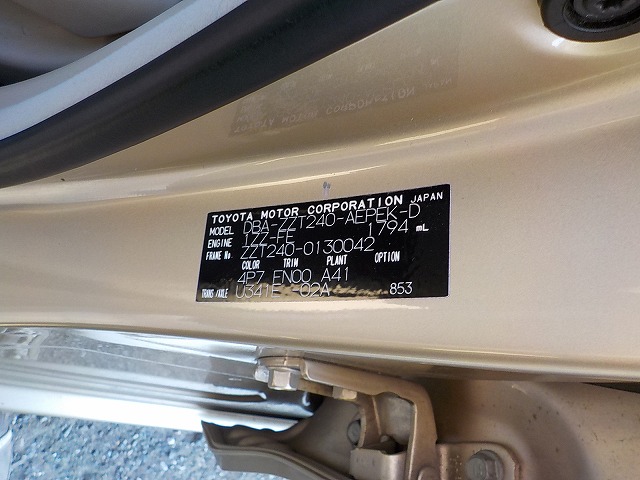 TOYOTA MOTOR CORPORATION JAPAN
MODEL DBA-ZZT240-AEPEK-D
ENGINE 1ZZ-FE 1794 mL
FRAME No. ZZT240-0130042
COLOR TRIM PLANT OPTION
4P7 EN00 A41
TRANS/AXLE U341E -02A 853